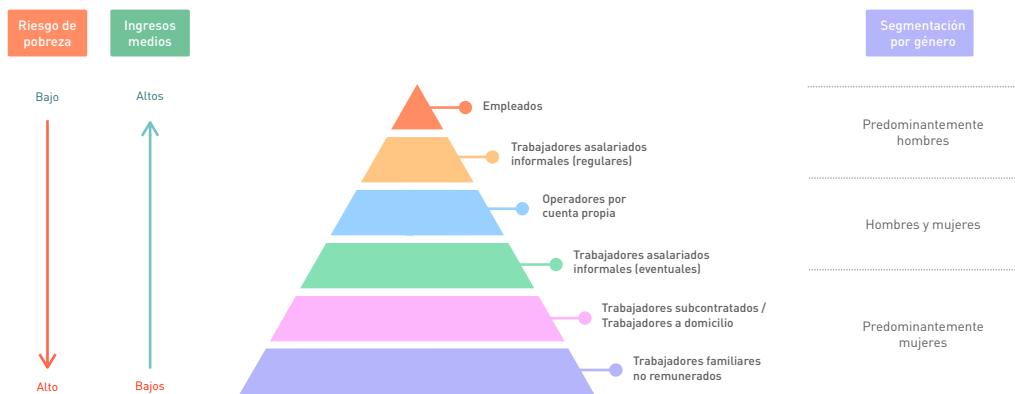 Riesgo de
pobreza
Ingresos
medios
Segmentación
por género
Bajo
Altos
Empleados
Trabajadores asalariados
informales (regulares)
Operadores por
cuenta propia
Trabajadores asalariados
informales (eventuales)
Trabajadores subcontratados /
Trabajadores a domicilio
Trabajadores familiares
no remunerados
Alto
Bajos
Predominantemente
hombres
Hombres y mujeres
Predominantemente
mujeres